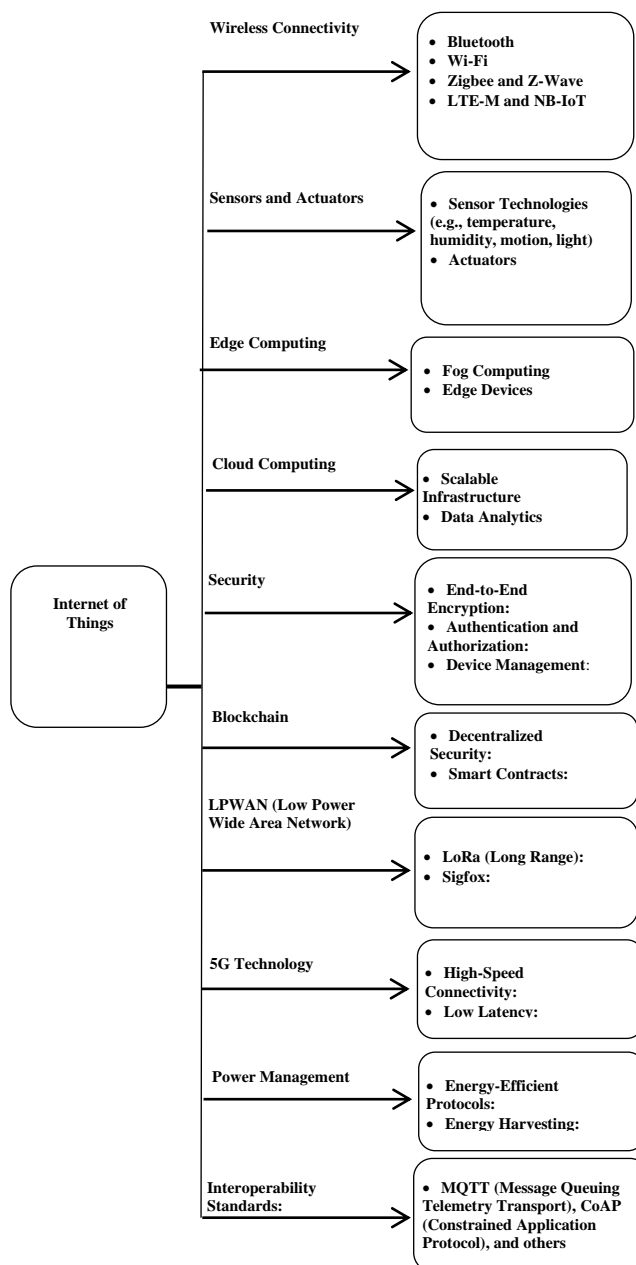 Wireless Connectivity
• Bluetooth
• Wi-Fi
• Zigbee and Z-Wave
• LTE-M and NB-IoT
Sensors and Actuators
• Sensor Technologies
(e.g., temperature,
humidity, motion, light)
• Actuators
Edge Computing
• Fog Computing
• Edge Devices
Cloud Computing
• Scalable
Infrastructure
• Data Analytics
Internet of
Things
Security
• End-to-End
Encryption:
• Authentication and
Authorization:
• Device Management:
Blockchain
• Decentralized
Security:
• Smart Contracts:
LPWAN (Low Power
Wide Area Network)
• LoRa (Long Range):
• Sigfox:
5G Technology
• High-Speed
Connectivity:
• Low Latency:
Power Management
• Energy-Efficient
Protocols:
• Energy Harvesting:
Interoperability
Standards:
• MQTT (Message Queuing
Telemetry Transport), CoAP
(Constrained Application
Protocol), and others